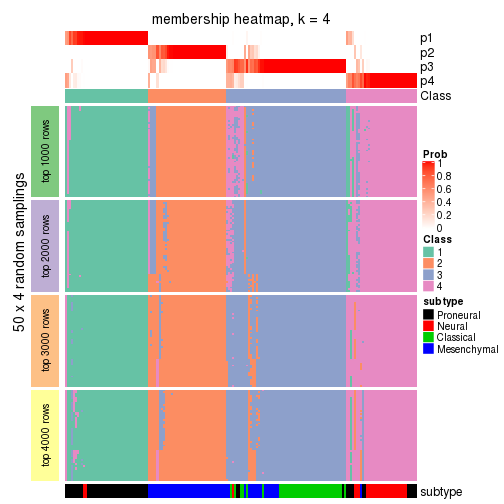 membership heatmap, k = 4
p1
p2
p3
p4
Class
50 x 4 random samplings
top 1000 rows
top 2000 rows
top 3000 rows
top 4000 rows
Prob
1
0.8
0.6
0.4
0.2
0
Class
1
2
3
4
subtype
Proneural
Neural
Classical
Mesenchymal
subtype